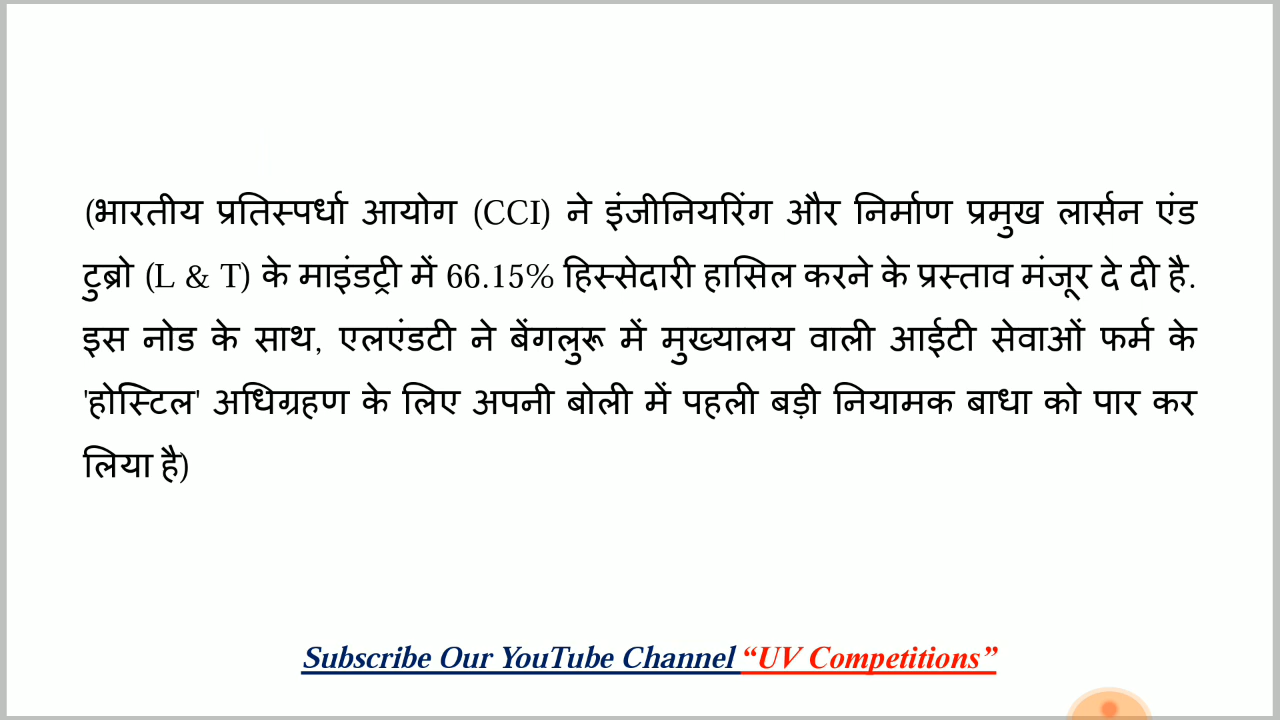 (भारतीय प्रतिस्पर्धा आयोग (CCI) ने इंजीनियरिंग और निर्माण प्रमुख लार्सन एंड
टुब्रो (L & T) के माइंडट्री में 66.15% हिस्सेदारी हासिल करने के प्रस्ताव मंजूर दे दी है.
इस नोड के साथ, एलएंडटी ने बेंगलुरू में मुख्यालय वाली आईटी सेवाओं फर्म के
'होस्टिल' अधिग्रहण के लिए अपनी बोली में पहली बड़ी नियामक बाधा को पार कर
लिया है)
Subscribe Our YouTube Channel “UV Competitions”